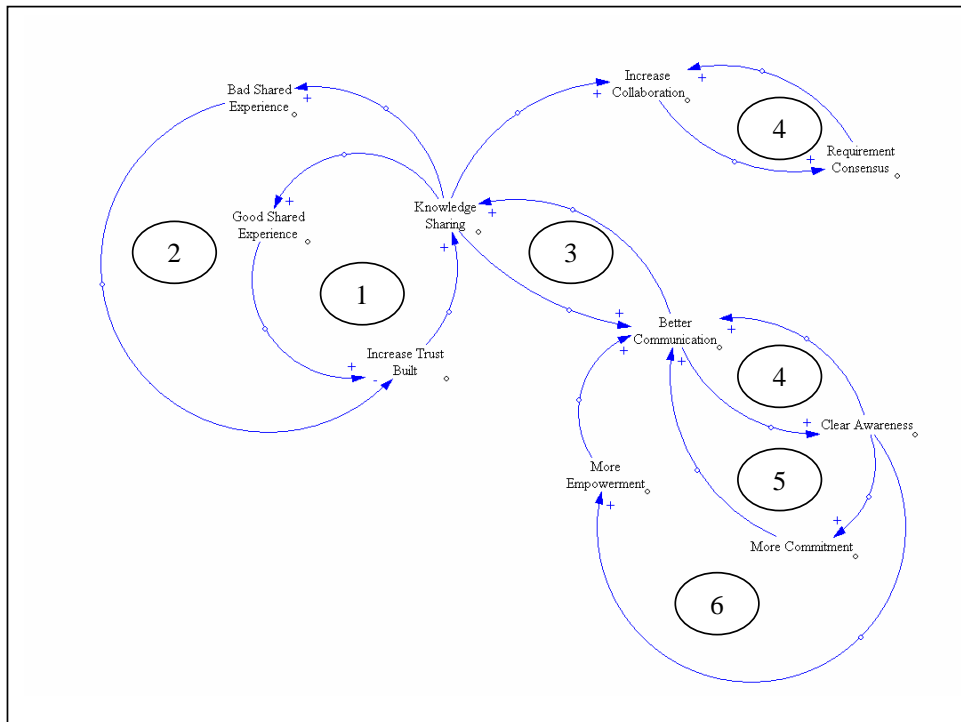 Bad Shared
Experience
+
Increase
Collaboration
+
+
4
Requirement
Consensus
+
Good Shared
Experience
+
Knowledge
Sharing
+
+
2
3
1
Better
Communication
+
+
+
+
Increase Trust
Built
+
-
4
Clear Awareness
+
More
Empowerment
+
5
More Commitment
+
6